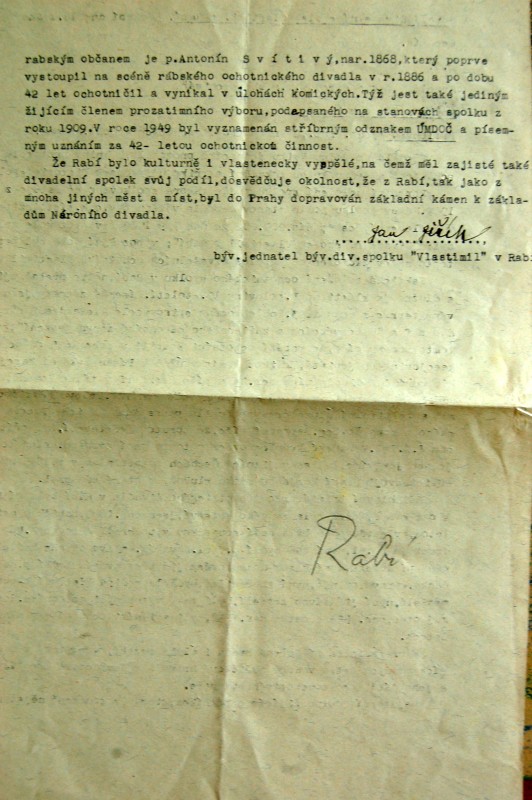 rabským občanem je p.Antonín S v í t i v ý,nar.1868,který poprve
vystoupil na scéně rábského ochotnického divadla v r.1886 a po dobu
42 let ochotničil a vynikal v úlohách komických.Týž jest také jediným
žijícím členem prozatimního výboru,podepsaného na stanovách spolku z
roku 1909.V roce 1949 byl vyznamenán stříbrným odznakem ÚMDOČ a písem-
ným uznáním za 42- letou ochotnickou činnost.
Že Rabí bylo kulturně i vlastenecky vyspělé,na čemž měl zajisté také
divadelní spolek svůj podíl,dosvědčuje okolnost,že z Rabí,tak jako z
mnoha jiných měst a míst,byl do Prahy dopravován základní kámen k zákla-
dům Národního divadla.
Jan
býv.jednatel býv.div.spolku "Vlastimil" v Rabí
Rabí